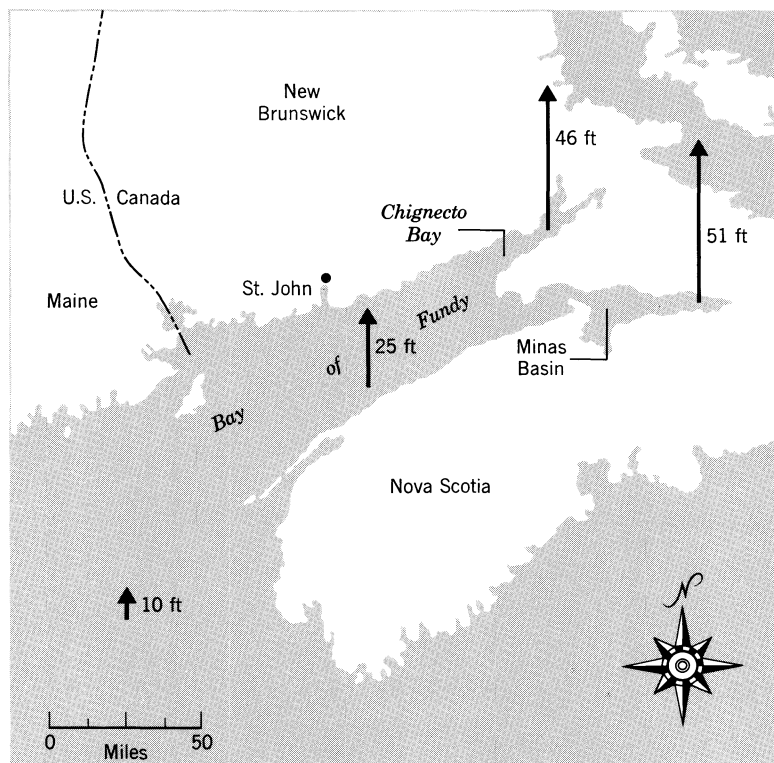 New
Brunswick
46 ft
U.S. Canada
Chignecto
Bay
51 ft
St. John
Maine
Fundy
of
Bay
25 ft
Minas
Basin
Nova Scotia
10 ft
N
0 50
Miles